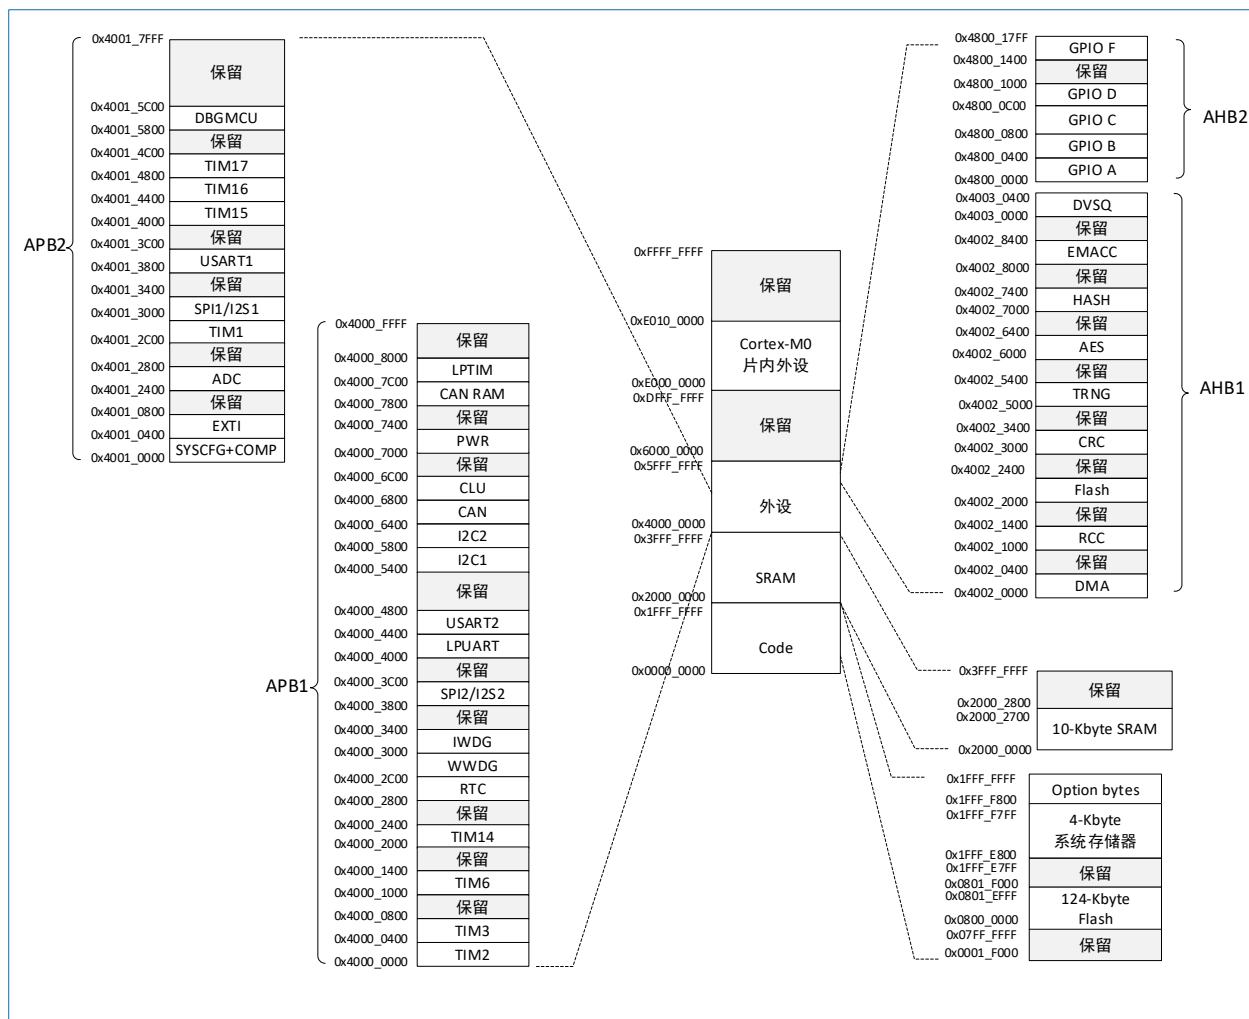 APB2
0x4001_7FFF
保留
0x4001_5C00
DBGMCU
0x4001_5800
保留
0x4001_4C00
TIM17
0x4001_4800
TIM16
0x4001_4400
TIM15
0x4001_4000
保留
0x4001_3C00
USART1
0x4001_3800
保留
0x4001_3400
SPI1/I2S1
0x4001_3000
TIM1
0x4001_2C00
保留
0x4001_2800
ADC
0x4001_2400
保留
0x4001_0800
EXTI
0x4001_0400
SYSCFG+COMP
0x4001_0000
APB1
0x4000_FFFF
保留
0x4000_8000
LPTIM
0x4000_7C00
CAN RAM
0x4000_7800
保留
0x4000_7400
PWR
0x4000_7000
保留
0x4000_6C00
CLU
0x4000_6800
CAN
0x4000_6400
I2C2
0x4000_5800
I2C1
0x4000_5400
保留
0x4000_4800
USART2
0x4000_4400
LPUART
0x4000_4000
保留
0x4000_3C00
SPI2/I2S2
0x4000_3800
保留
0x4000_3400
IWDG
0x4000_3000
WWDG
0x4000_2C00
RTC
0x4000_2800
保留
0x4000_2400
TIM14
0x4000_2000
保留
0x4000_1400
TIM6
0x4000_1000
保留
0x4000_0800
TIM3
0x4000_0400
TIM2
0x4000_0000
0xFFFF_FFFF
保留
0xE010_0000
Cortex-M0
片内外设
0xE000_0000
0xDFFF_FFFF
保留
0x6000_0000
0x5FFF_FFFF
外设
0x4000_0000
0x3FFF_FFFF
SRAM
0x2000_0000
0x1FFF_FFFF
Code
0x0000_0000
0x4800_17FF
GPIO F
0x4800_1400
保留
0x4800_1000
GPIO D
0x4800_0C00
GPIO C
0x4800_0800
GPIO B
0x4800_0400
GPIO A
0x4800_0000
AHB2
0x4003_0400
DVSQ
0x4003_0000
保留
0x4002_8400
EMACC
0x4002_8000
保留
0x4002_7400
HASH
0x4002_7000
保留
0x4002_6400
AES
0x4002_6000
保留
0x4002_5400
TRNG
0x4002_5000
保留
0x4002_3400
CRC
0x4002_3000
保留
0x4002_2400
Flash
0x4002_2000
保留
0x4002_1400
RCC
0x4002_1000
保留
0x4002_0400
DMA
0x4002_0000
AHB1
0x3FFF_FFFF
保留
0x2000_2800
0x2000_2700
10-Kbyte SRAM
0x2000_0000
0x1FFF_FFFF
Option bytes
0x1FFF_F800
0x1FFF_F7FF
4-Kbyte
系统存储器
0x1FFF_E800
0x1FFF_E7FF
保留
0x0801_F000
0x0801_EFFF
124-Kbyte
Flash
0x0800_0000
0x07FF_FFFF
保留
0x0001_F000